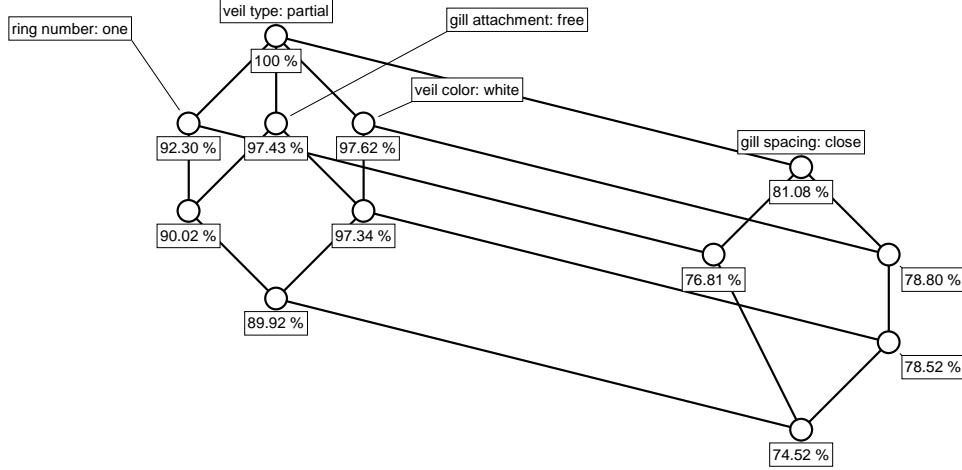 veil type: partial
ring number: one
gill attachment: free
100 %
veil color: white
92.30 %
97.43 %
97.62 %
gill spacing: close
81.08 %
90.02 %
97.34 %
76.81 %
78.80 %
89.92 %
78.52 %
74.52 %